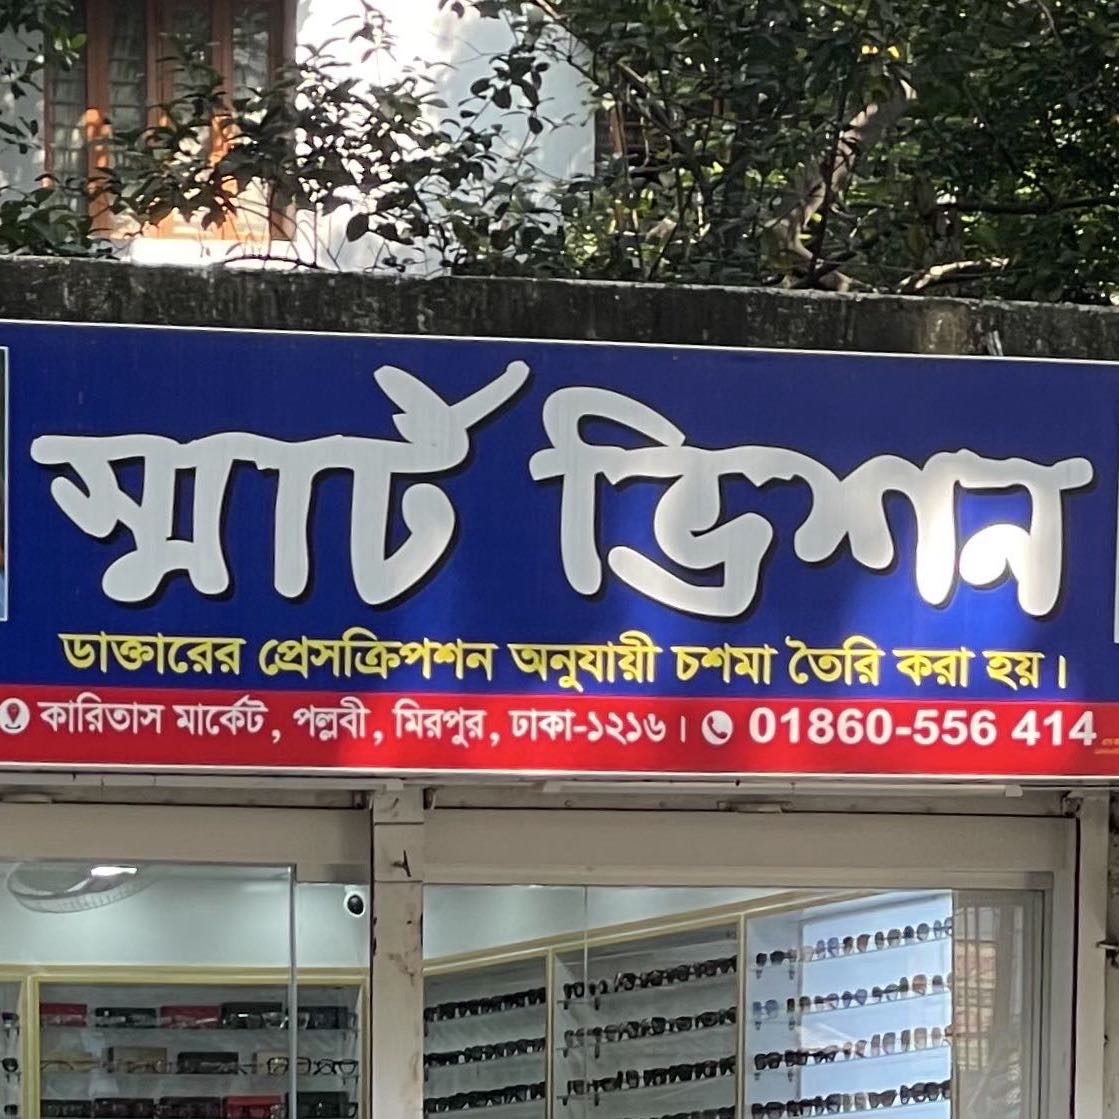 স্মার্ট ভিশন
ডাক্তারের প্রেসক্রিপশন অনুযায়ী চশমা তৈরি করা হয়।
কারিতাস মার্কেট, পল্লবী, মিরপুর, ঢাকা-১২১৬। 01860-556 414